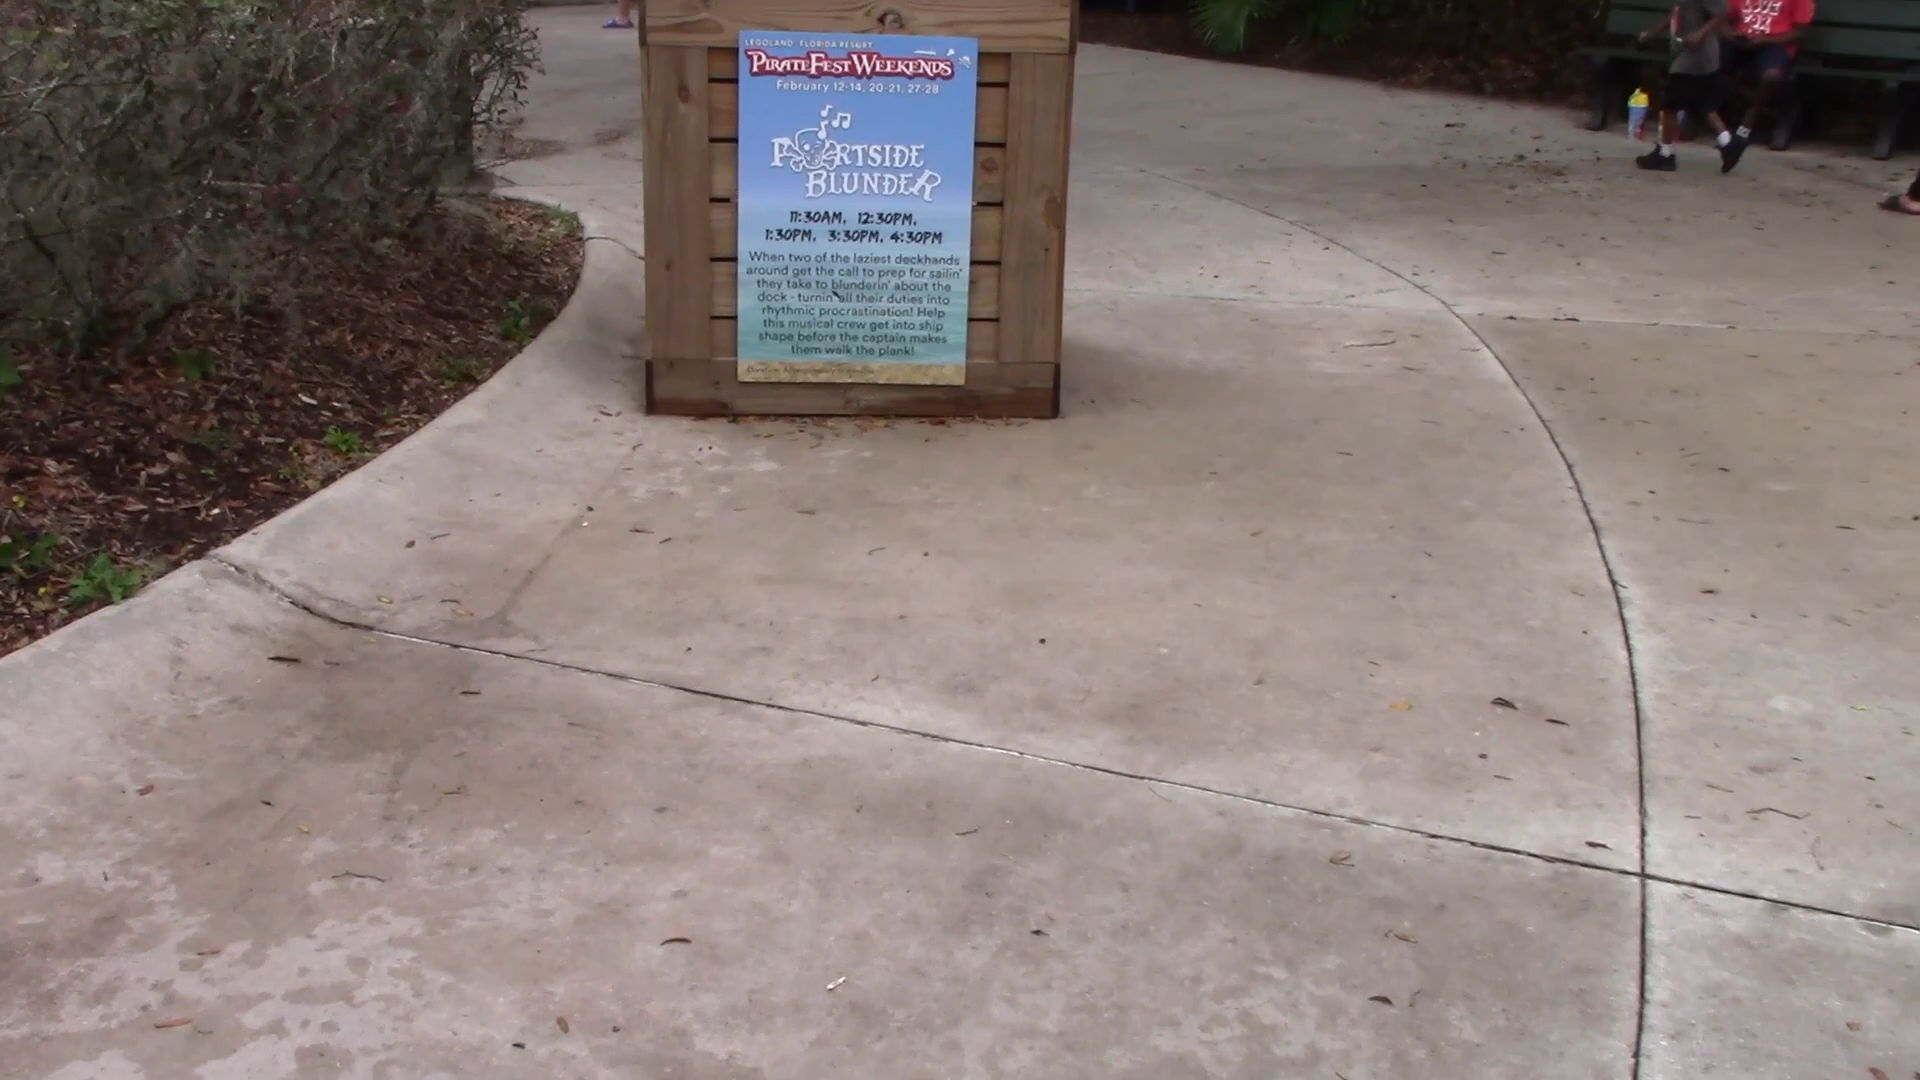 LEGOLAND FLORIDA RESORT
PIRATEFEST WEEKENDS
February 12-14, 20-21, 27-28
PORTSIDE
BLUNDER
11:30AM, 12:30PM,
1:30PM, 3:30PM, 4:30PM
When two of the laziest deckhands
around get the call to prep for sailin'
they take to blunderin' about the
dock - turnin' all their duties into
rhythmic procrastination! Help
this musical crew get into ship
shape before the captain makes
them walk the plank!
Duration: Approximately
LOVE